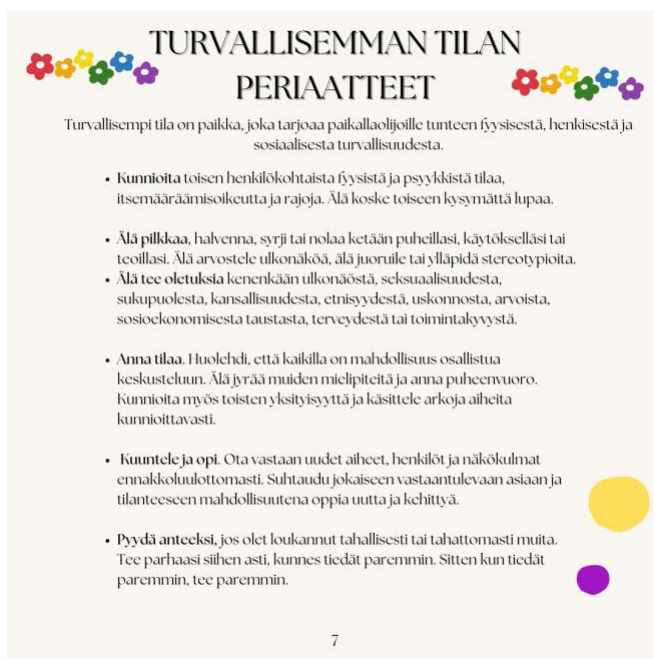 TURVALLISEMMAN TILAN
PERIAATTEET
Turvallisempi tila on paikka, joka tarjoaa paikallaolijoille tunteen fyysisestä, henkisestä ja
sosiaalisesta turvallisuudesta.
• Kunnioita toisen henkilökohtaista fyysistä ja psyykkistä tilaa,
itsemääräämisoikeutta ja rajoja. Älä koske toiseen kysymättä lupaa.
• Älä pilkkaa, halvenna, syrji tai nolaa ketään puheillasi, käytökselläsi tai
teoillasi. Älä arvostele ulkonäköä, älä juoruile tai ylläpidä stereotypioita.
• Älä tee oletuksia kenenkään ulkonäöstä, seksuaalisuudesta,
sukupuolesta, kansallisuudesta, etnisyydestä, uskonnosta, arvoista,
sosioekonomisesta taustasta, terveydestä tai toimintakyvystä.
• Anna tilaa. Huolehdi, että kaikilla on mahdollisuus osallistua
keskusteluun. Älä jyrää muiden mielipiteitä ja anna puheenvuoro.
Kunnioita myös toisten yksityisyyttä ja käsittele arkoja aiheita
kunnioittavasti.
• Kuuntele ja opi. Ota vastaan uudet aiheet, henkilöt ja näkökulmat
ennakkoluulottomasti. Suhtaudu jokaiseen vastaantulevaan asiaan ja
tilanteeseen mahdollisuutena oppia uutta ja kehittyä.
• Pyydä anteeksi, jos olet loukannut tahallisesti tai tahattomasti muita.
Tee parhaasi siihen asti, kunnes tiedät paremmin. Sitten kun tiedät
paremmin, tee paremmin.
7